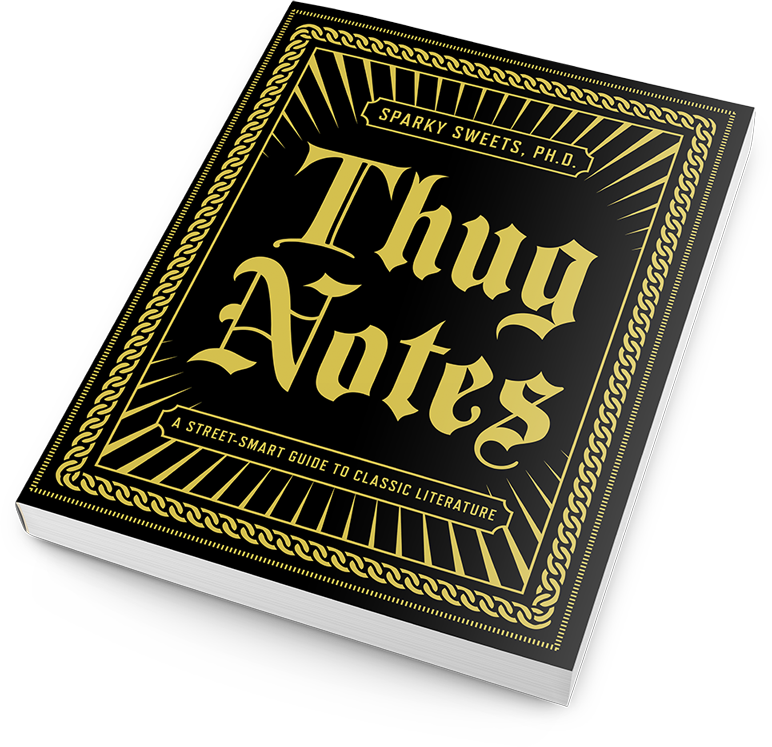 SPARKY SWEETS, PH.D.
Thug
Notes
A STREET-SMART GUIDE TO CLASSIC LITERATURE